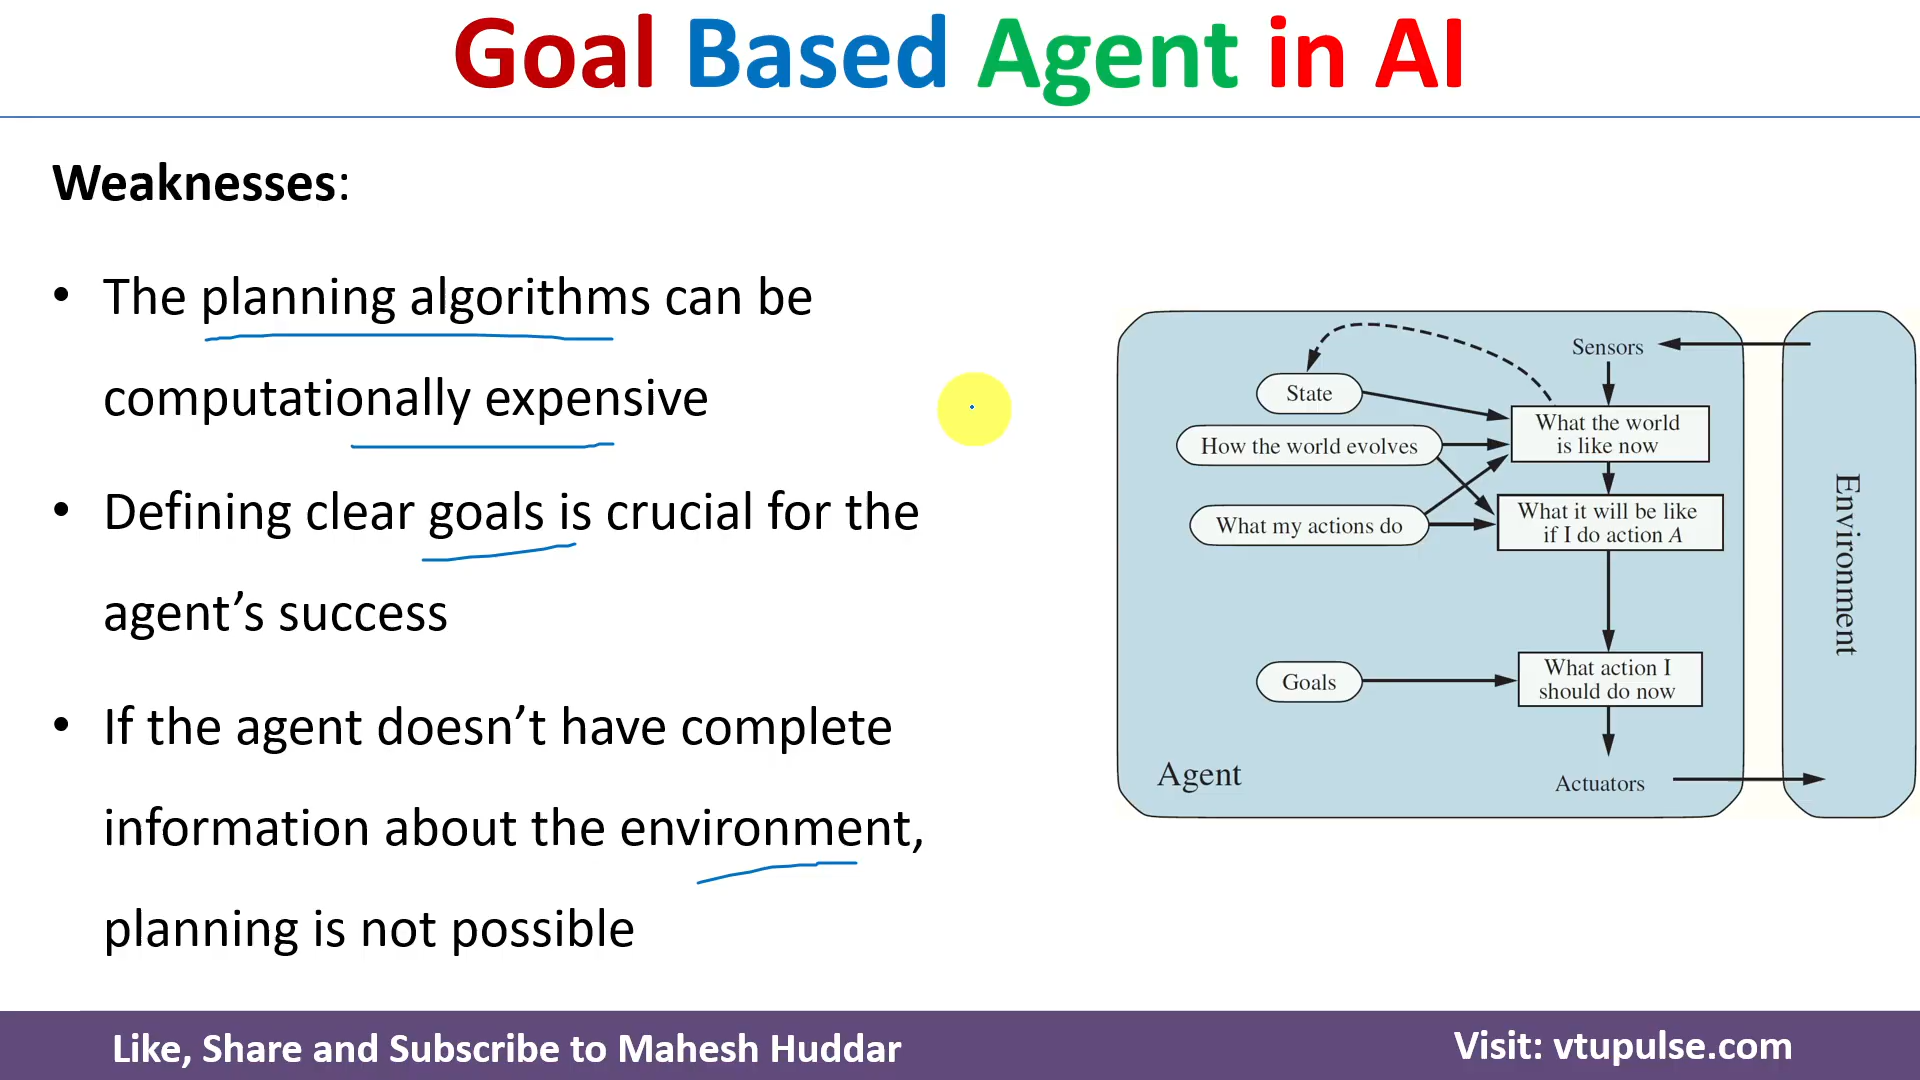 Goal Based Agent in AI
Weaknesses:
• The planning algorithms can be
computationally expensive
• Defining clear goals is crucial for the
agent’s success
• If the agent doesn’t have complete
information about the environment,
planning is not possible
Sensors
State
What the world
is like now
How the world evolves
What my actions do
What it will be like
if I do action A
Goals
What action I
should do now
Agent
Actuators
Environment
Like, Share and Subscribe to Mahesh Huddar
Visit: vtupulse.com